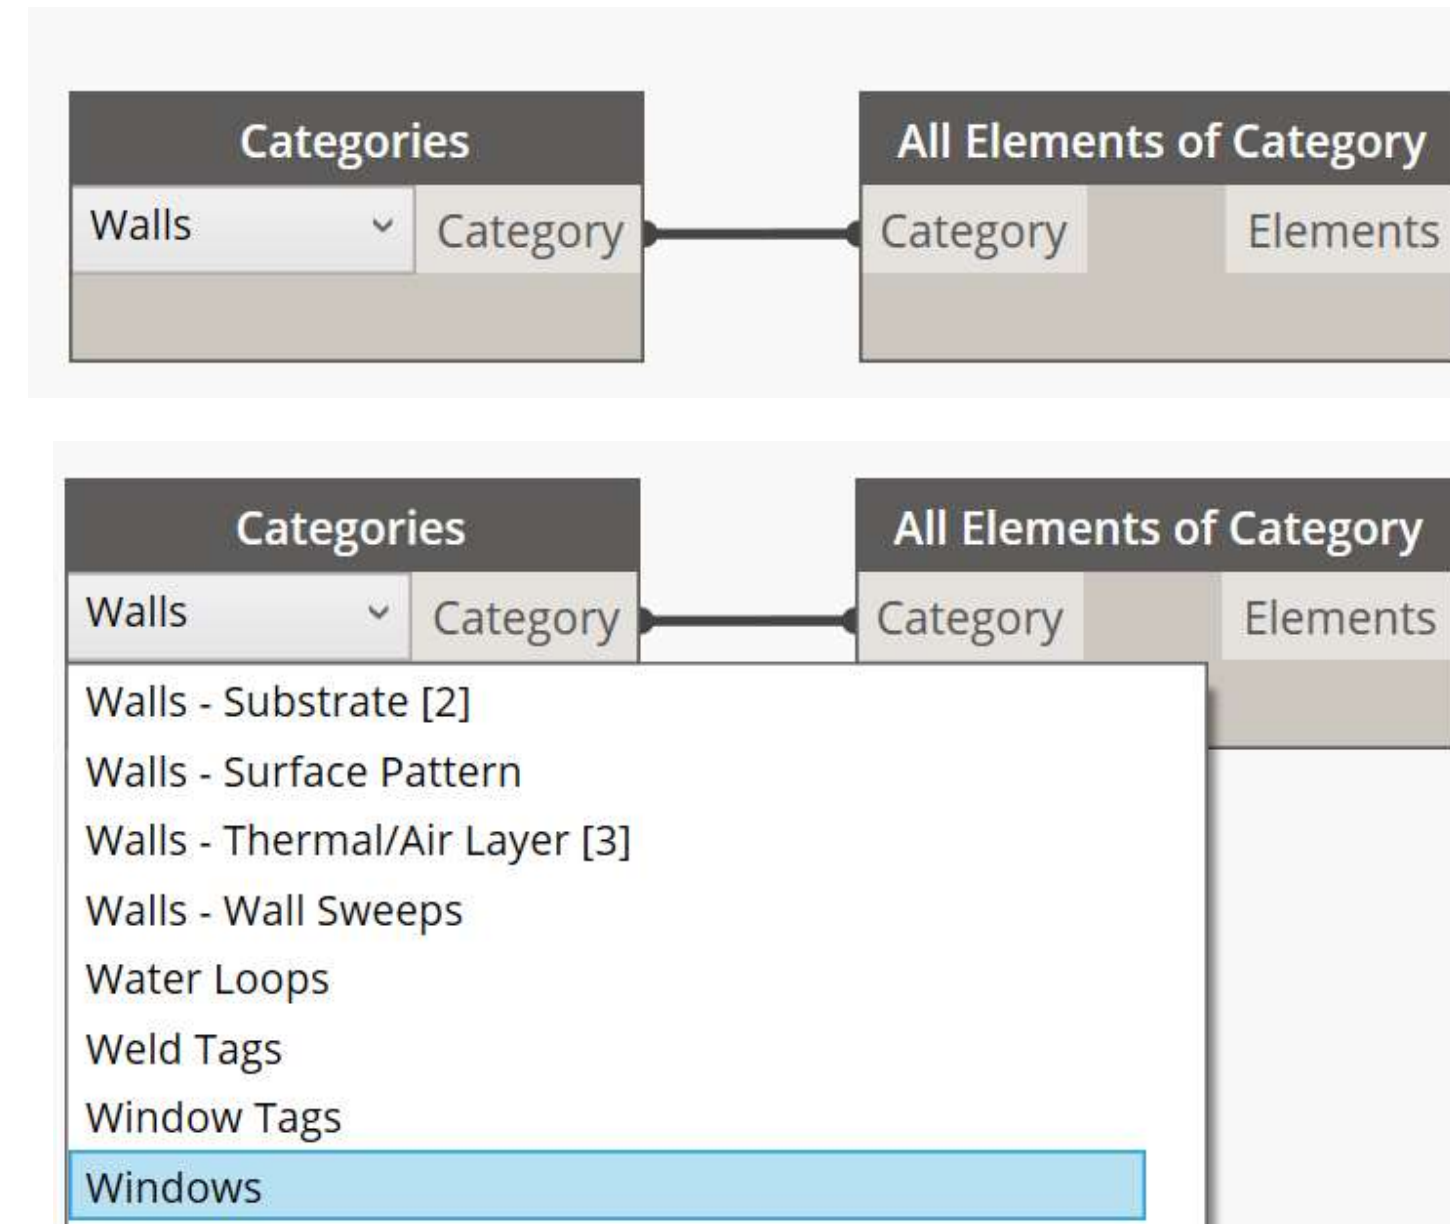 Categories All Elements of Category
Walls Category Category Elements
Categories All Elements of Category
Walls Category Category Elements
Walls - Substrate [2]
Walls - Surface Pattern
Walls - Thermal/Air Layer [3]
Walls - Wall Sweeps
Water Loops
Weld Tags
Window Tags
Windows